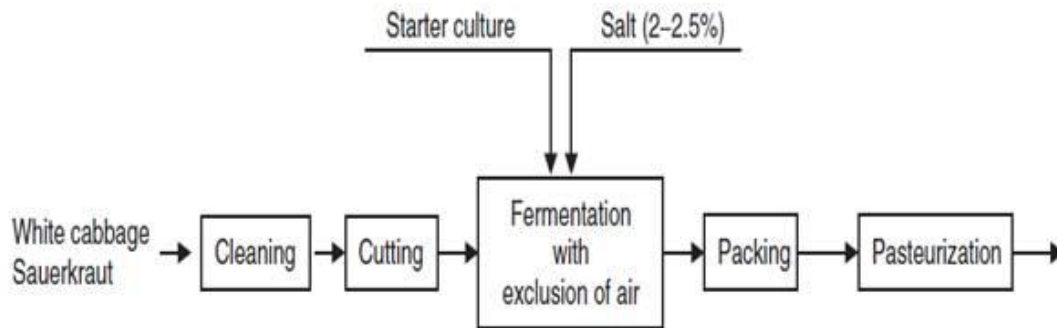 Starter culture
Salt (2–2.5%)
White cabbage
Sauerkraut
Cleaning
Cutting
Fermentation
with
exclusion of air
Packing
Pasteurization